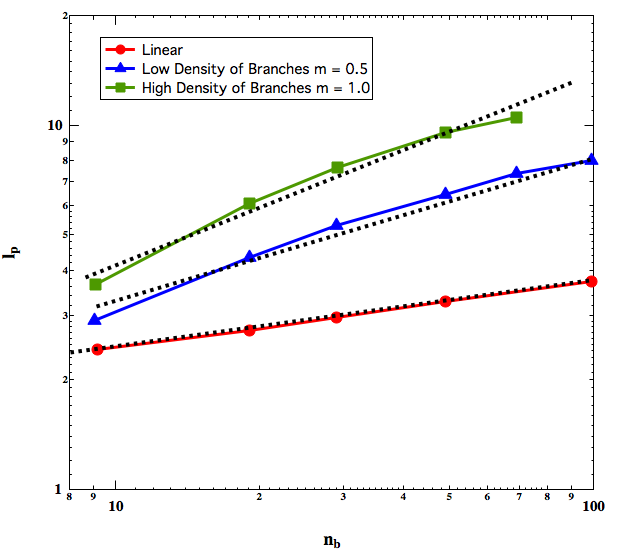 2
Linear
Low Density of Branches m = 0.5
High Density of Branches m = 1.0
10
9
8
7
6
5
4
3
2
1
lp
8 9 10 2 3 4 5 6 7 8 9 100
nb